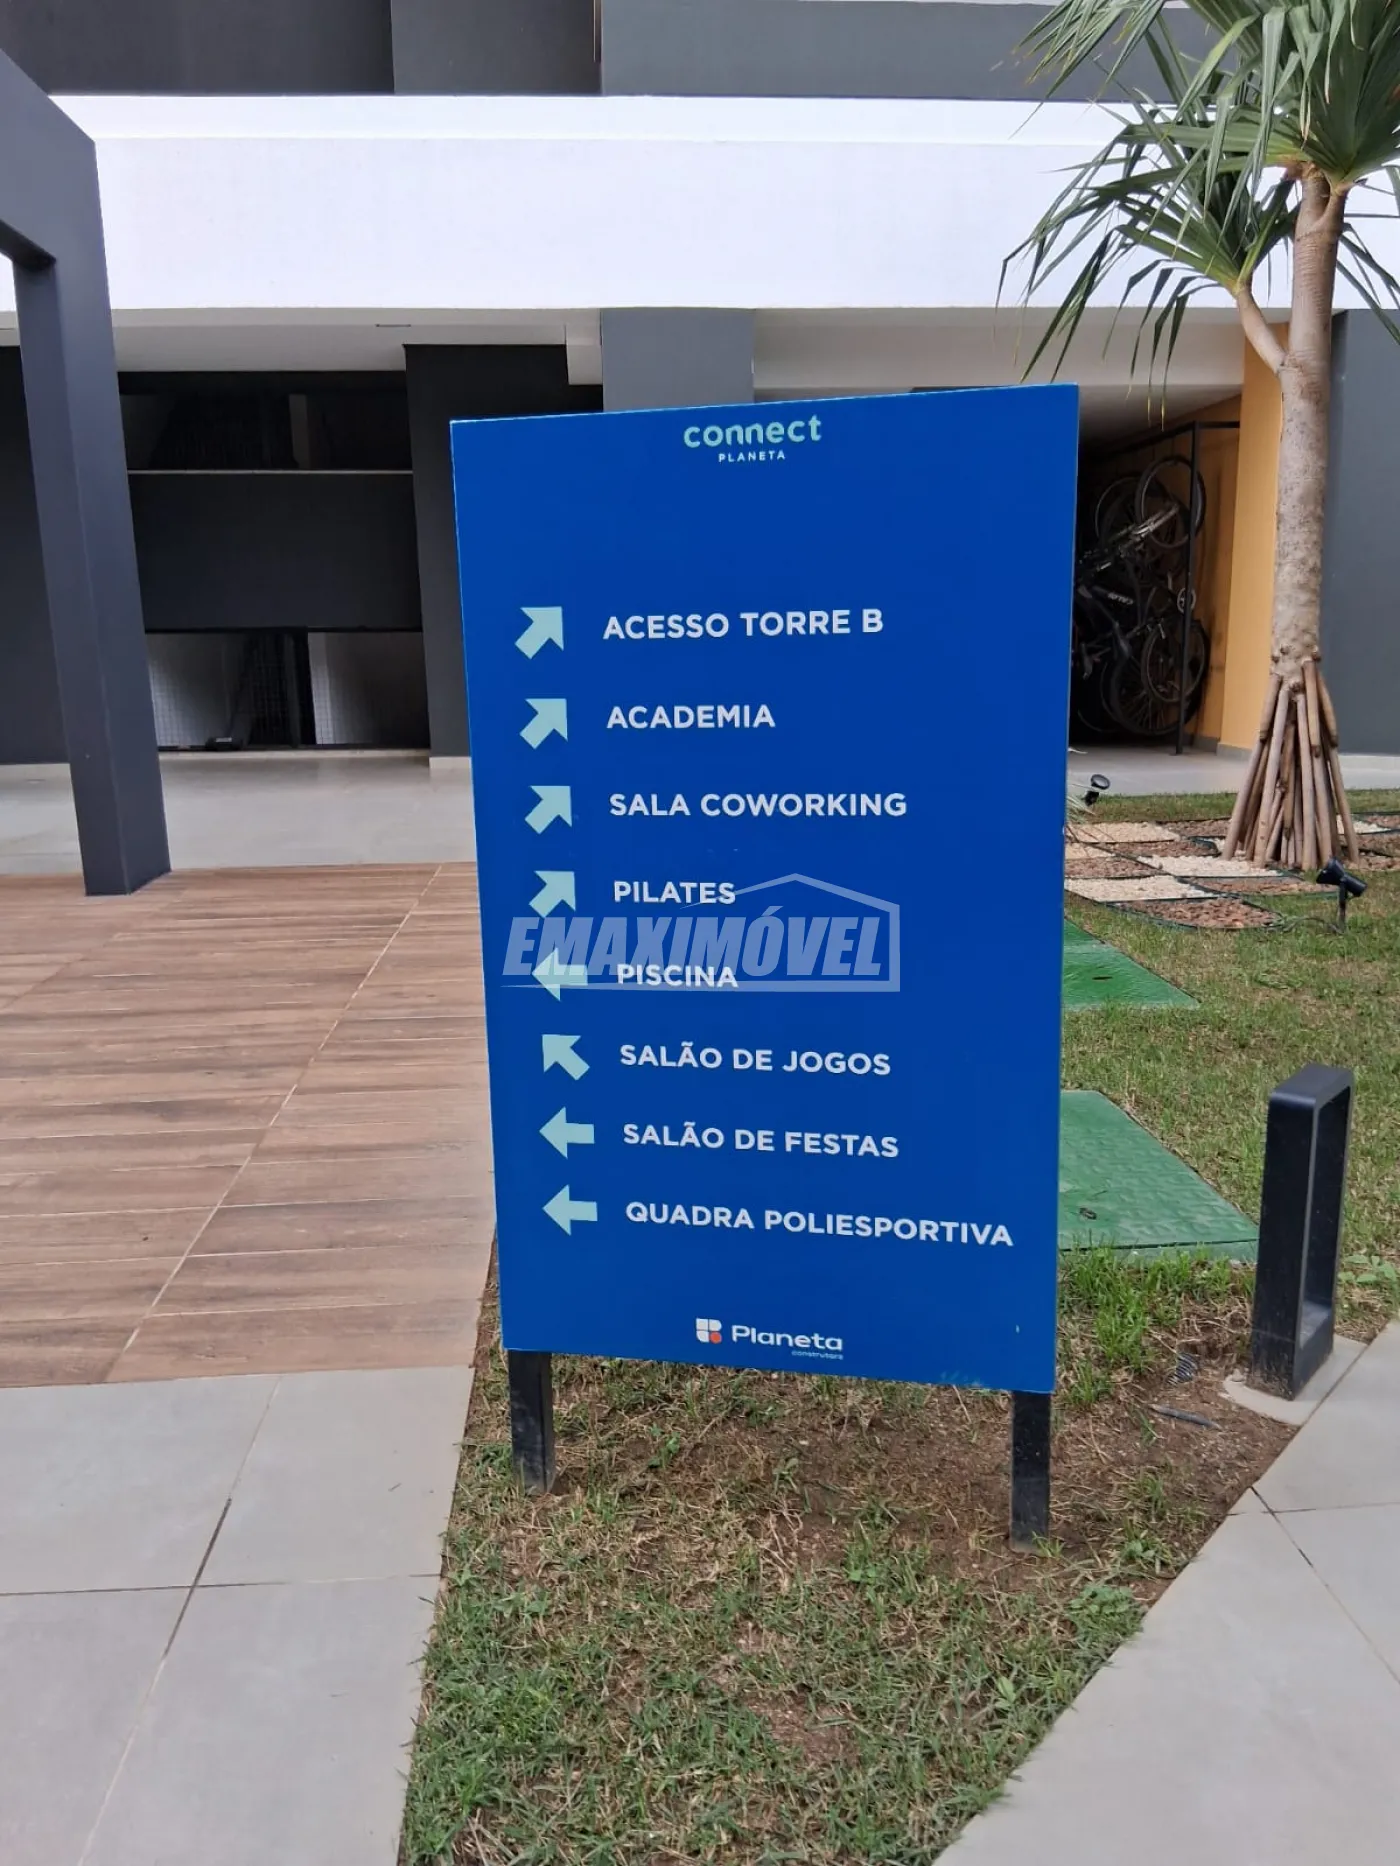 connect
PLANETA
ACESSO TORRE B
ACADEMIA
SALA COWORKING
PILATES
EMAXIMÓVEL
PISCINA
SALÃO DE JOGOS
SALÃO DE FESTAS
QUADRA POLIESPORTIVA
Planeta
construtora